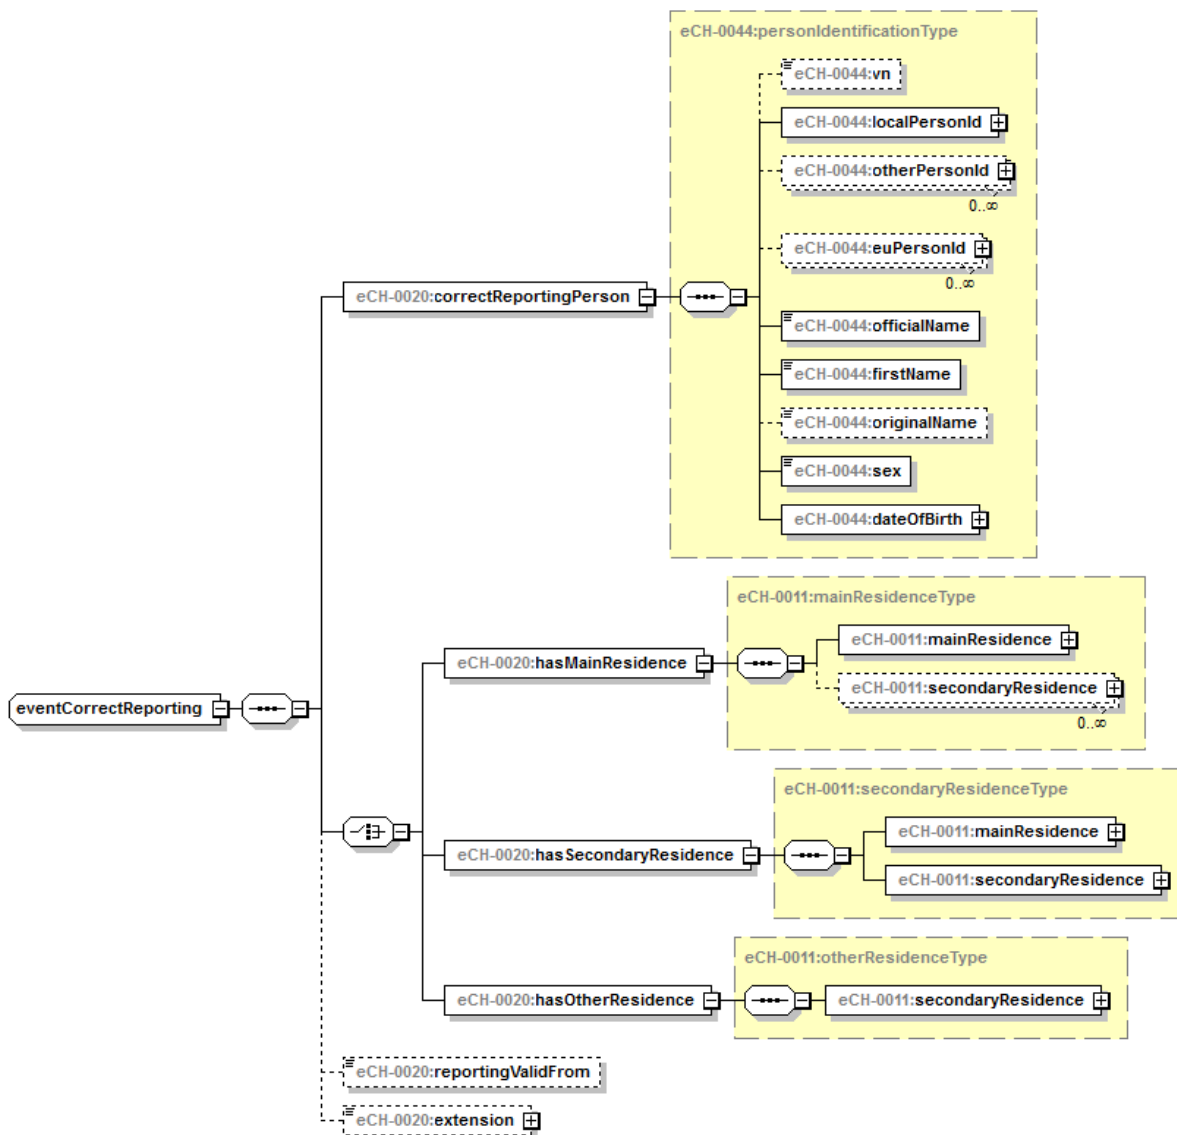 eCH-0044:personIdentificationType
eCH-0044:vn
eCH-0044:localPersonId
eCH-0044:otherPersonId
0..∞
eCH-0044:euPersonId
0..∞
eCH-0020:correctReportingPerson
eCH-0044:officialName
eCH-0044:firstName
eCH-0044:originalName
eCH-0044:sex
eCH-0044:dateOfBirth
eCH-0011:mainResidenceType
eCH-0011:mainResidence
eCH-0020:hasMainResidence
eCH-0011:secondaryResidence
0..∞
eventCorrectReporting
eCH-0011:secondaryResidenceType
eCH-0011:mainResidence
eCH-0020:hasSecondaryResidence
eCH-0011:secondaryResidence
eCH-0011:otherResidenceType
eCH-0020:hasOtherResidence
eCH-0011:secondaryResidence
eCH-0020:reportingValidFrom
eCH-0020:extension